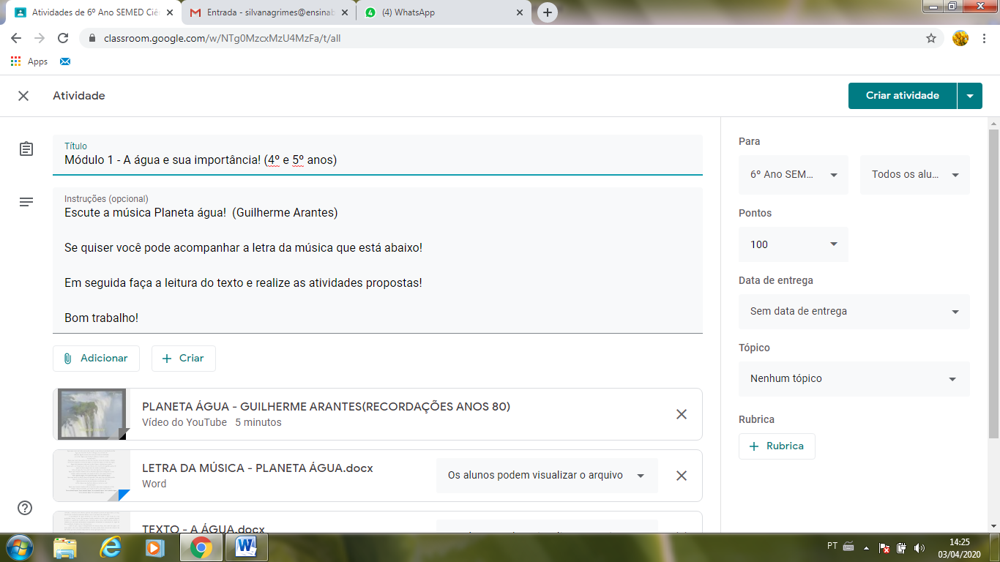 Atividades de 6º Ano SEMED Ciên
Entrada - silvanagrimes@ensinab
(4) WhatsApp
classroom.google.com/w/NTg0MzcxMzU4MzFa/t/all
Apps
Atividade
Criar atividade
Título
Módulo 1 - A água e sua importância! (4º e 5º anos)
Instruções (opcional)
Escute a música Planeta água!  (Guilherme Arantes)
Se quiser você pode acompanhar a letra da música que está abaixo!
Em seguida faça a leitura do texto e realize as atividades propostas!
Bom trabalho!
Adicionar
Criar
PLANETA ÁGUA - GUILHERME ARANTES(RECORDAÇÕES ANOS 80)
Vídeo do YouTube   5 minutos
LETRA DA MÚSICA - PLANETA ÁGUA.docx
Word
Os alunos podem visualizar o arquivo
TEXTO - A ÁGUA.docx
Para
6º Ano SEM...
Todos os alu...
Pontos
100
Data de entrega
Sem data de entrega
Tópico
Nenhum tópico
Rubrica
Rubrica
PT
14:25
03/04/2020